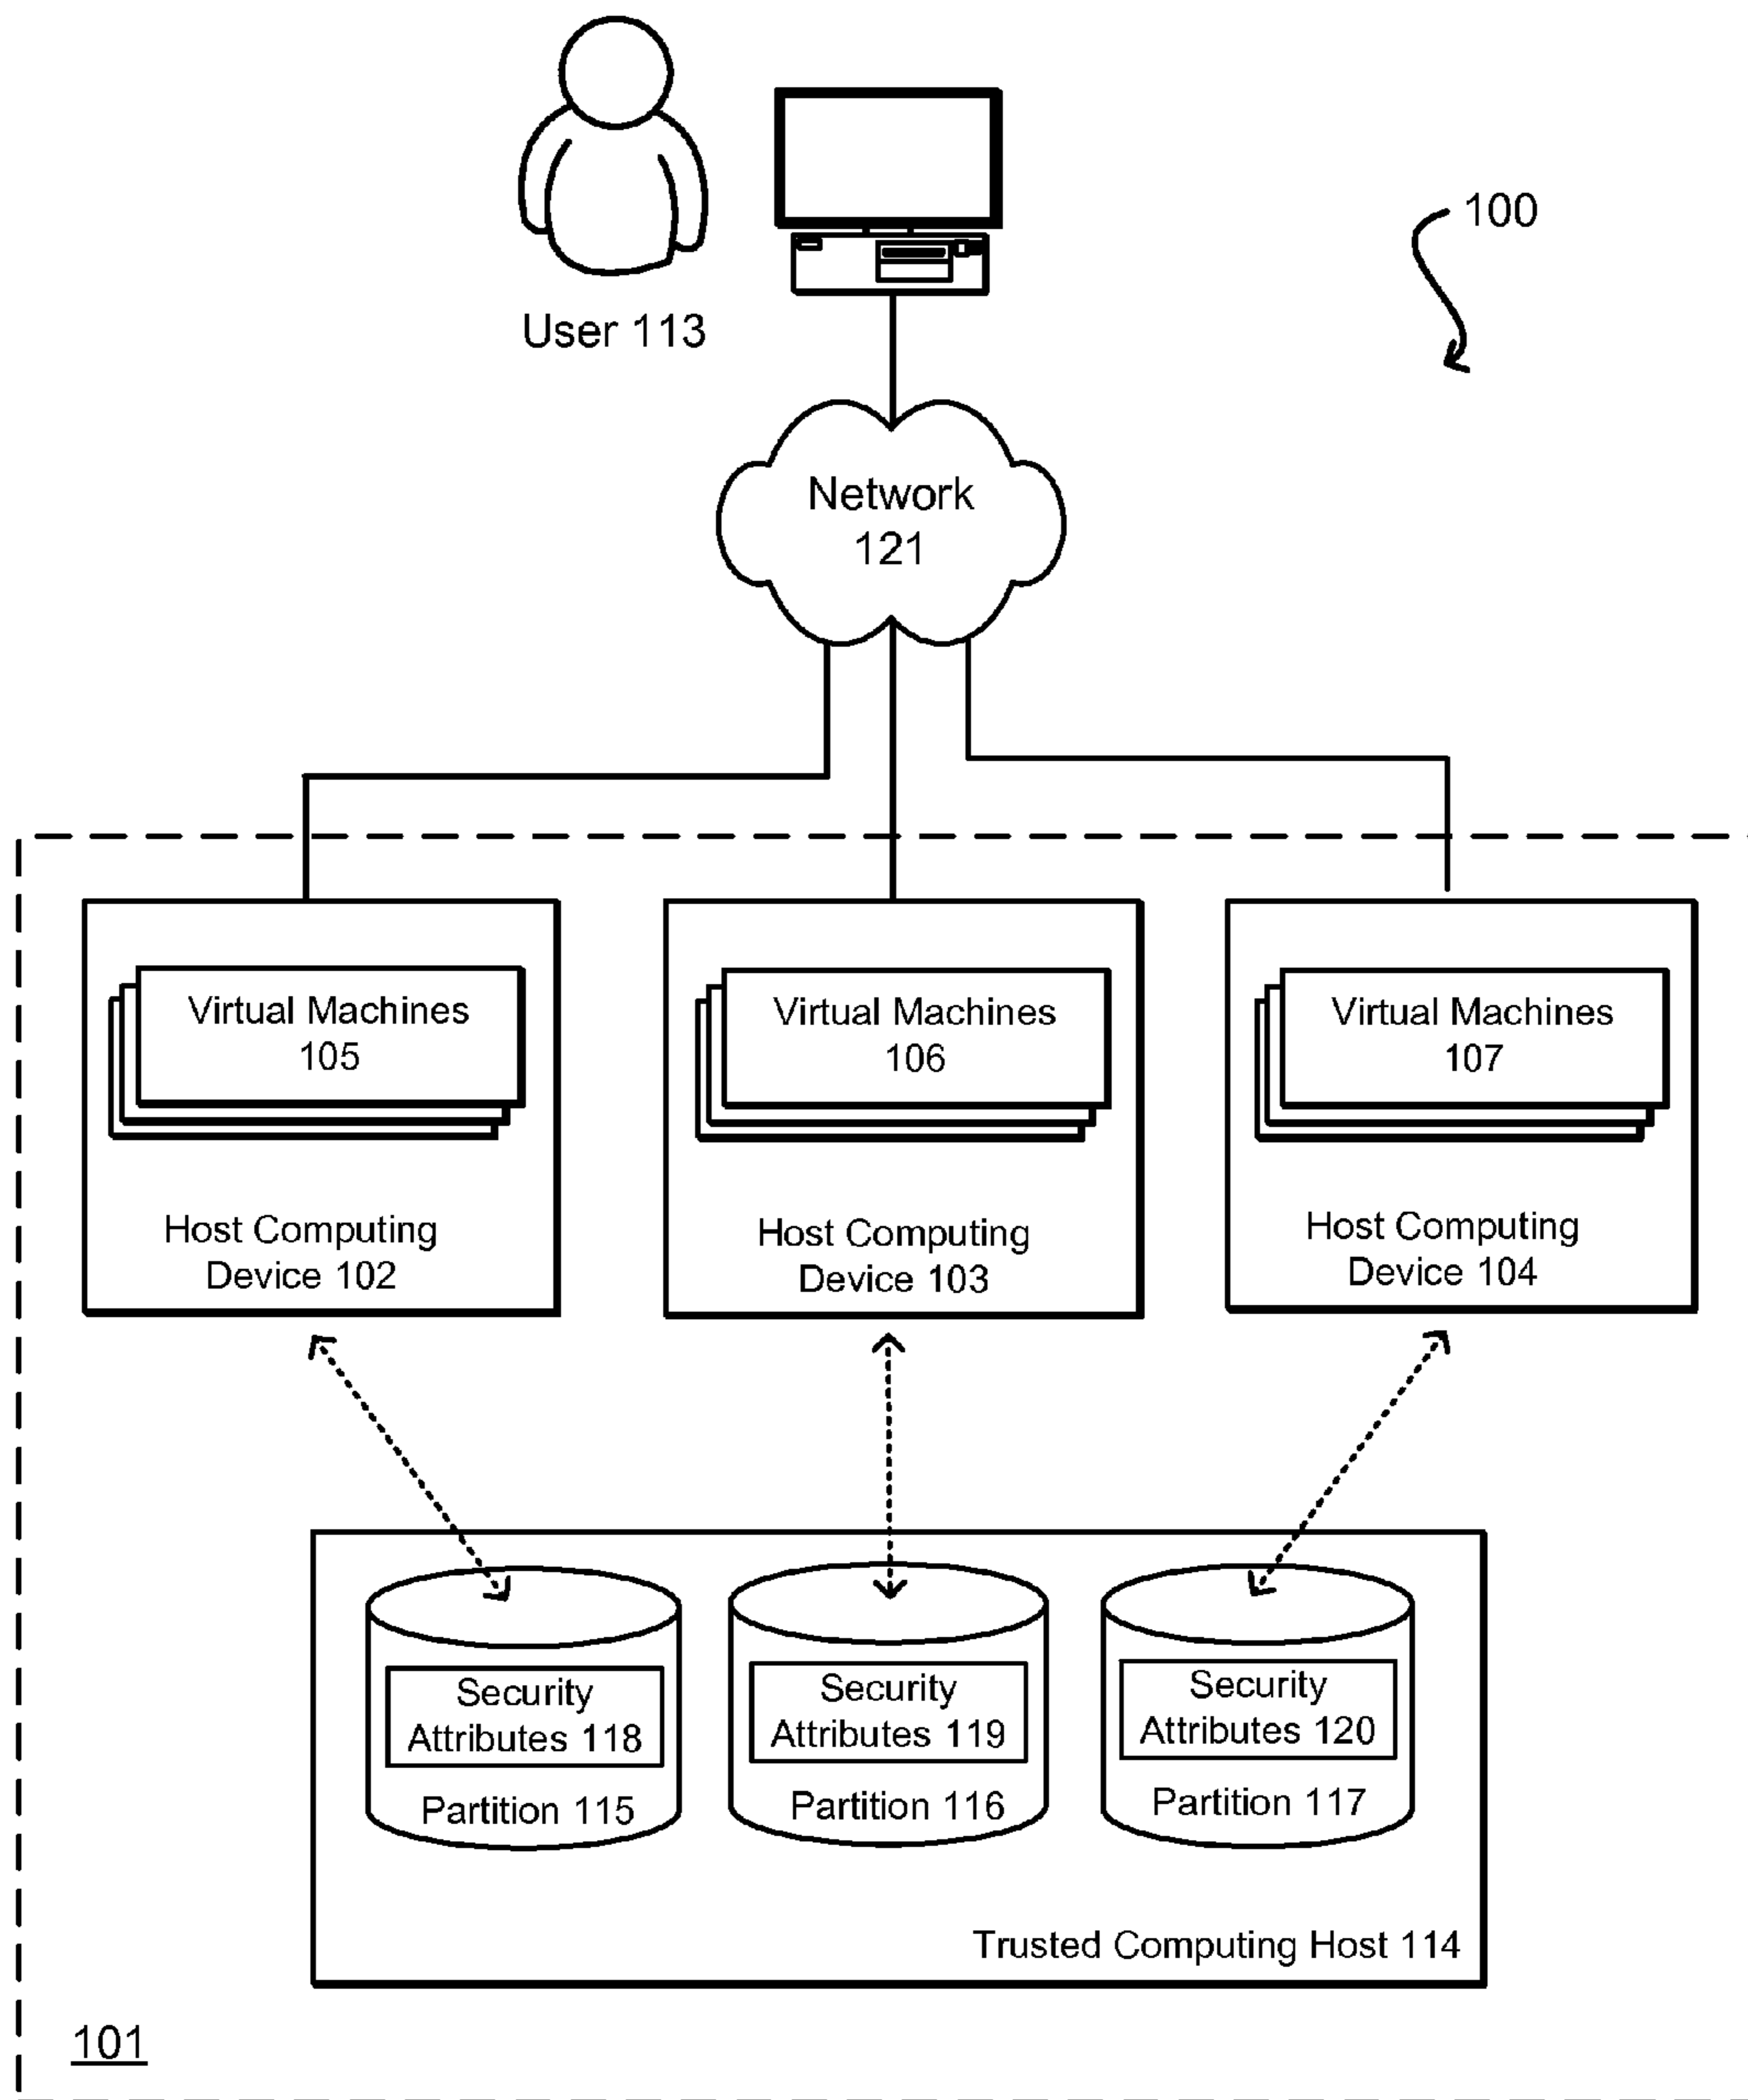 100
User 113
Network
121
Virtual Machines
105
Virtual Machines
106
Virtual Machines
107
Host Computing
Device 102
Host Computing
Device 103
Host Computing
Device 104
Security
Attributes 118
Partition 115
Security
Attributes 119
Partition 116
Security
Attributes 120
Partition 117
Trusted Computing Host 114
101